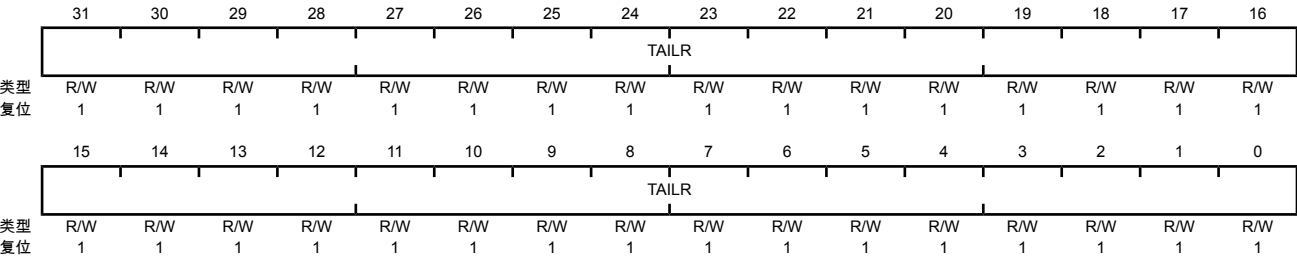 31 30 29 28 27 26 25 24 23 22 21 20 19 18 17 16
TAILR
类型 R/W R/W R/W R/W R/W R/W R/W R/W R/W R/W R/W R/W R/W R/W R/W R/W
复位 1 1 1 1 1 1 1 1 1 1 1 1 1 1 1 1
15 14 13 12 11 10 9 8 7 6 5 4 3 2 1 0
TAILR
类型 R/W R/W R/W R/W R/W R/W R/W R/W R/W R/W R/W R/W R/W R/W R/W R/W
复位 1 1 1 1 1 1 1 1 1 1 1 1 1 1 1 1